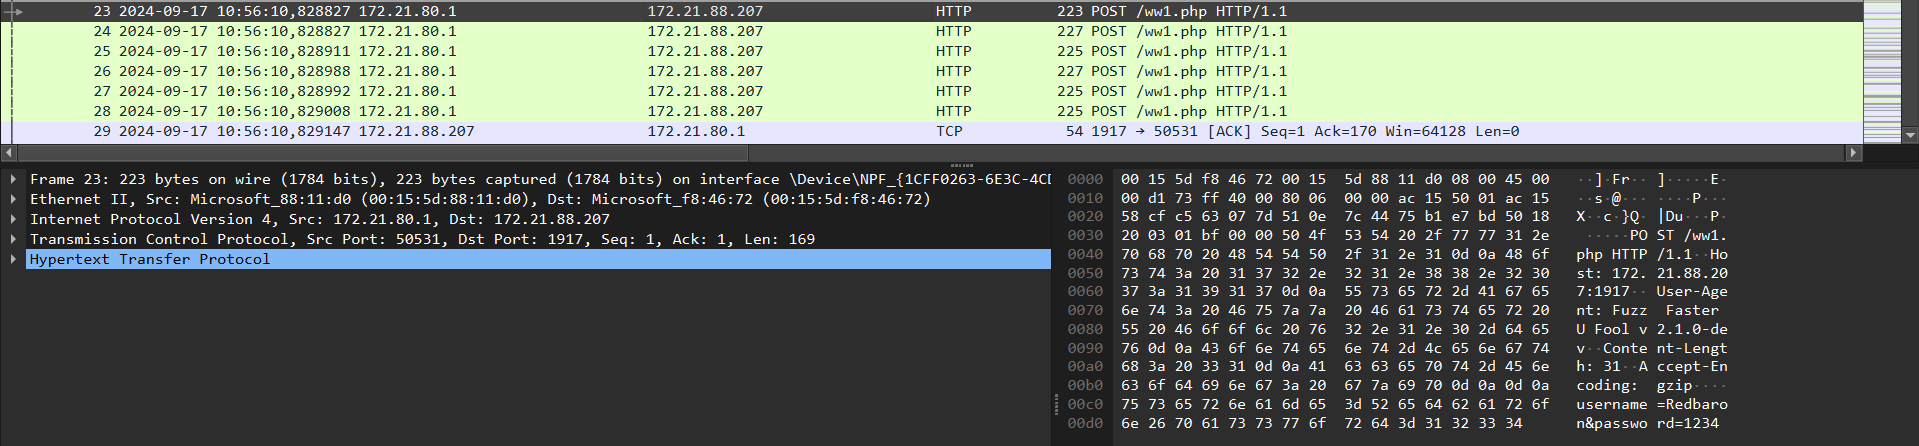 23 2024-09-17 10:56:10,828827 172.21.80.1 172.21.88.207 HTTP 223 POST /ww1.php HTTP/1.1
24 2024-09-17 10:56:10,828827 172.21.80.1 172.21.88.207 HTTP 227 POST /ww1.php HTTP/1.1
25 2024-09-17 10:56:10,828911 172.21.80.1 172.21.88.207 HTTP 225 POST /ww1.php HTTP/1.1
26 2024-09-17 10:56:10,828988 172.21.80.1 172.21.88.207 HTTP 227 POST /ww1.php HTTP/1.1
27 2024-09-17 10:56:10,828992 172.21.80.1 172.21.88.207 HTTP 225 POST /ww1.php HTTP/1.1
28 2024-09-17 10:56:10,829008 172.21.80.1 172.21.88.207 HTTP 225 POST /ww1.php HTTP/1.1
29 2024-09-17 10:56:10,829147 172.21.88.207 172.21.80.1 TCP 54 1917 → 50531 [ACK] Seq=1 Ack=170 Win=64128 Len=0
Frame 23: 223 bytes on wire (1784 bits), 223 bytes captured (1784 bits) on interface \Device\NPF_{1CFF0263-6E3C-4CD
Ethernet II, Src: Microsoft_88:11:d0 (00:15:5d:88:11:d0), Dst: Microsoft_f8:46:72 (00:15:5d:f8:46:72)
Internet Protocol Version 4, Src: 172.21.80.1, Dst: 172.21.88.207
Transmission Control Protocol, Src Port: 50531, Dst Port: 1917, Seq: 1, Ack: 1, Len: 169
Hypertext Transfer Protocol
0000 00 15 5d f8 46 72 00 15 5d 88 11 d0 08 00 45 00 ··]·Fr··]·····E·
0010 00 d1 73 ff 40 00 80 06 00 00 ac 15 50 01 ac 15 ··s·@·······P···
0020 58 cf c5 63 07 7d 51 0e 7c 44 75 b1 e7 bd 50 18 X··c·}Q·|Du···P·
0030 20 03 01 bf 00 00 50 4f 53 54 20 2f 77 77 31 2e ·····PO ST /ww1.
0040 70 68 70 20 48 54 54 50 2f 31 2e 31 0d 0a 48 6f php HTTP /1.1··Ho
0050 73 74 3a 20 31 37 32 2e 32 31 2e 38 38 2e 32 30 st: 172. 21.88.20
0060 37 3a 31 39 31 37 0d 0a 55 73 65 72 2d 41 67 65 7:1917·· User-Age
0070 6e 74 3a 20 46 75 7a 7a 20 46 61 73 74 65 72 20 nt: Fuzz Faster
0080 55 20 46 6f 6f 6c 20 76 32 2e 31 2e 30 2d 64 65 U Fool v 2.1.0-de
0090 76 0d 0a 43 6f 6e 74 65 6e 74 2d 4c 65 6e 67 74 v··Conte nt-Lengt
00a0 68 3a 20 33 31 0d 0a 41 63 63 65 70 74 2d 45 6e h: 31··A ccept-En
00b0 63 6f 64 69 6e 67 3a 20 67 7a 69 70 0d 0a 0d 0a coding: gzip····
00c0 75 73 65 72 6e 61 6d 65 3d 52 65 64 62 61 72 6f username =Redbaro
00d0 6e 26 70 61 73 73 77 6f 72 64 3d 31 32 33 34 n&passwo rd=1234